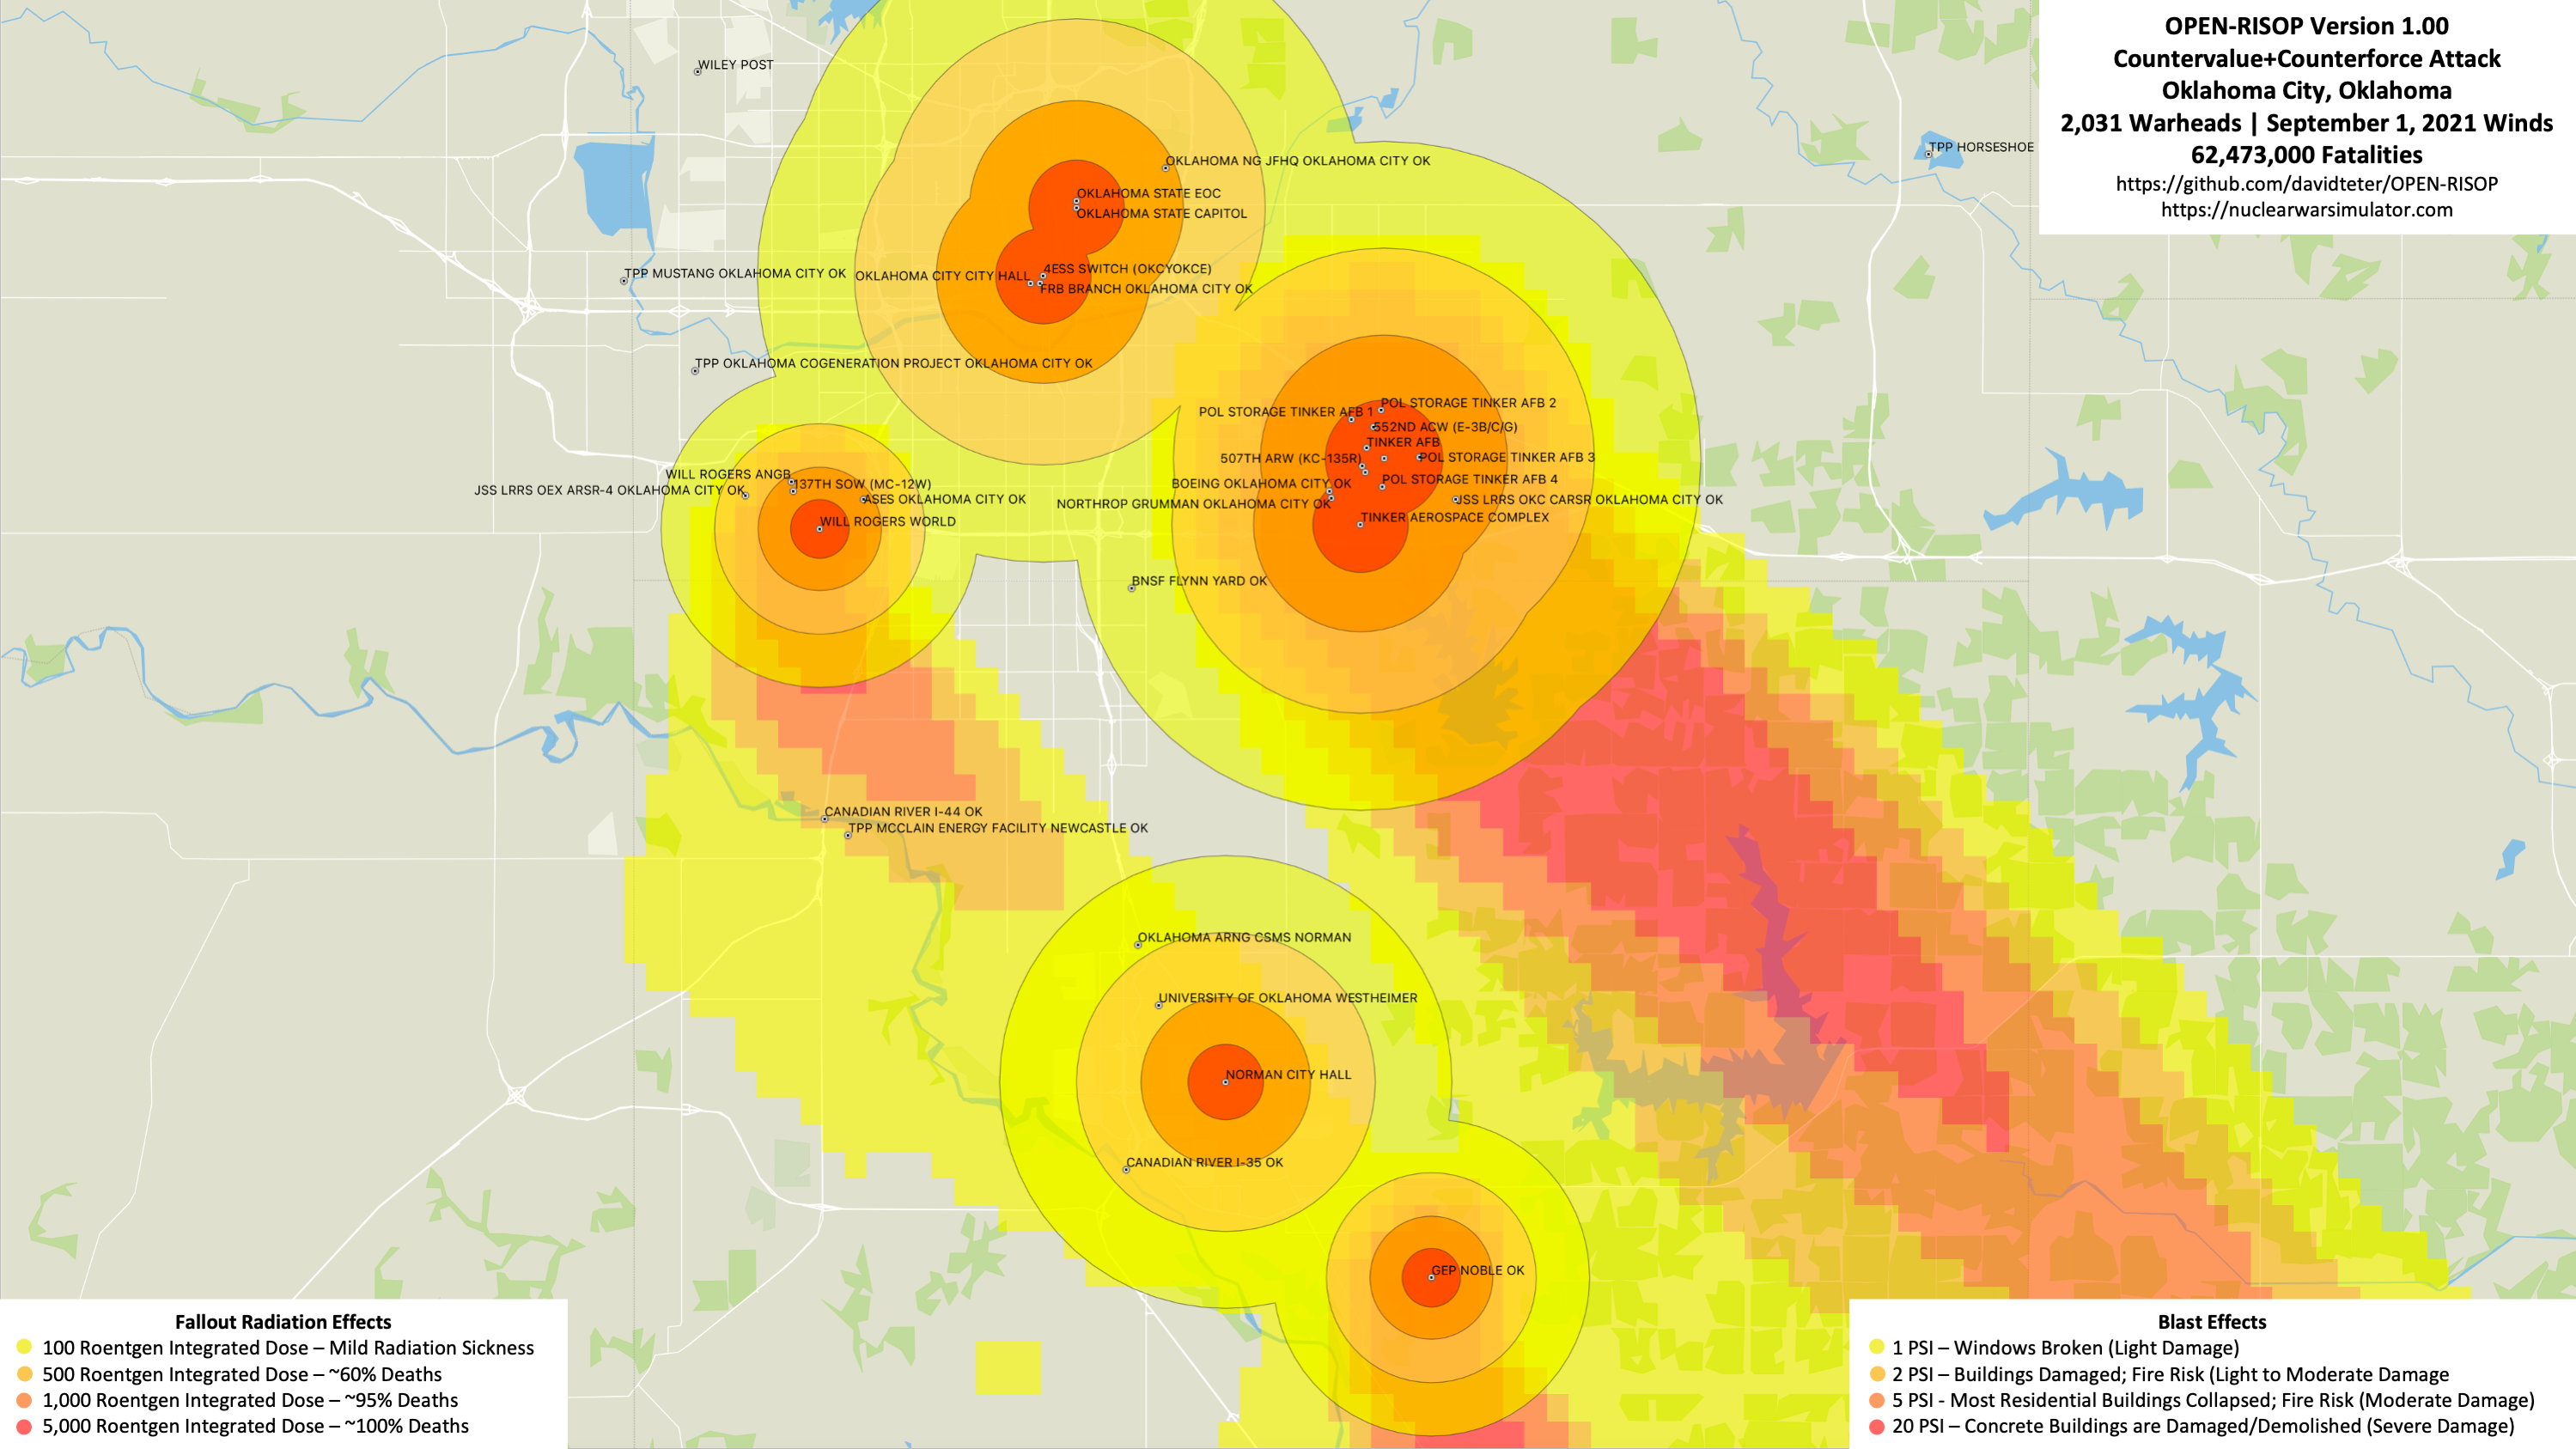 OPEN-RISOP Version 1.00
Countervalue+Counterforce Attack
Oklahoma City, Oklahoma
2,031 Warheads | September 1, 2021 Winds
62,473,000 Fatalities
https://github.com/davidteter/OPEN-RISOP
https://nuclearwarsimulator.com
WILEY POST
TPP HORSESHOE
OKLAHOMA NG JFHQ OKLAHOMA CITY OK
OKLAHOMA STATE EOC
OKLAHOMA STATE CAPITOL
TPP MUSTANG OKLAHOMA CITY OK
OKLAHOMA CITY CITY HALL
4ESS SWITCH (OKCYOKCE)
FRB BRANCH OKLAHOMA CITY OK
TPP OKLAHOMA COGENERATION PROJECT OKLAHOMA CITY OK
POL STORAGE TINKER AFB 1
POL STORAGE TINKER AFB 2
552ND ACW (E-3B/C/G)
TINKER AFB
507TH ARW (KC-135R)
POL STORAGE TINKER AFB 3
BOEING OKLAHOMA CITY OK
POL STORAGE TINKER AFB 4
NORTHROP GRUMMAN OKLAHOMA CITY OK
JSS LRRS OKC CARSR OKLAHOMA CITY OK
TINKER AEROSPACE COMPLEX
WILL ROGERS ANGB
137TH SOW (MC-12W)
JSS LRRS OEX ARSR-4 OKLAHOMA CITY OK
ASES OKLAHOMA CITY OK
WILL ROGERS WORLD
BNSF FLYNN YARD OK
CANADIAN RIVER I-44 OK
TPP MCCLAIN ENERGY FACILITY NEWCASTLE OK
OKLAHOMA ARNG CSMS NORMAN
UNIVERSITY OF OKLAHOMA WESTHEIMER
NORMAN CITY HALL
CANADIAN RIVER I-35 OK
GEP NOBLE OK
Fallout Radiation Effects
100 Roentgen Integrated Dose – Mild Radiation Sickness
500 Roentgen Integrated Dose – ~60% Deaths
1,000 Roentgen Integrated Dose – ~95% Deaths
5,000 Roentgen Integrated Dose – ~100% Deaths
Blast Effects
1 PSI – Windows Broken (Light Damage)
2 PSI – Buildings Damaged; Fire Risk (Light to Moderate Damage
5 PSI - Most Residential Buildings Collapsed; Fire Risk (Moderate Damage)
20 PSI – Concrete Buildings are Damaged/Demolished (Severe Damage)